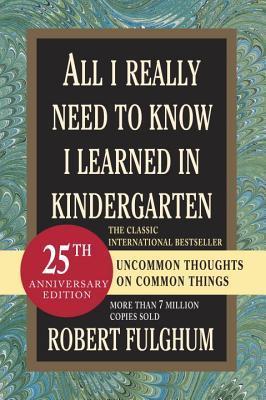 ALL I REALLY
NEED TO KNOW
I LEARNED IN
KINDERGARTEN
THE CLASSIC
INTERNATIONAL BESTSELLER
25TH
ANNIVERSARY
EDITION
UNCOMMON THOUGHTS
ON COMMON THINGS
MORE THAN 7 MILLION
COPIES SOLD
ROBERT FULGHUM